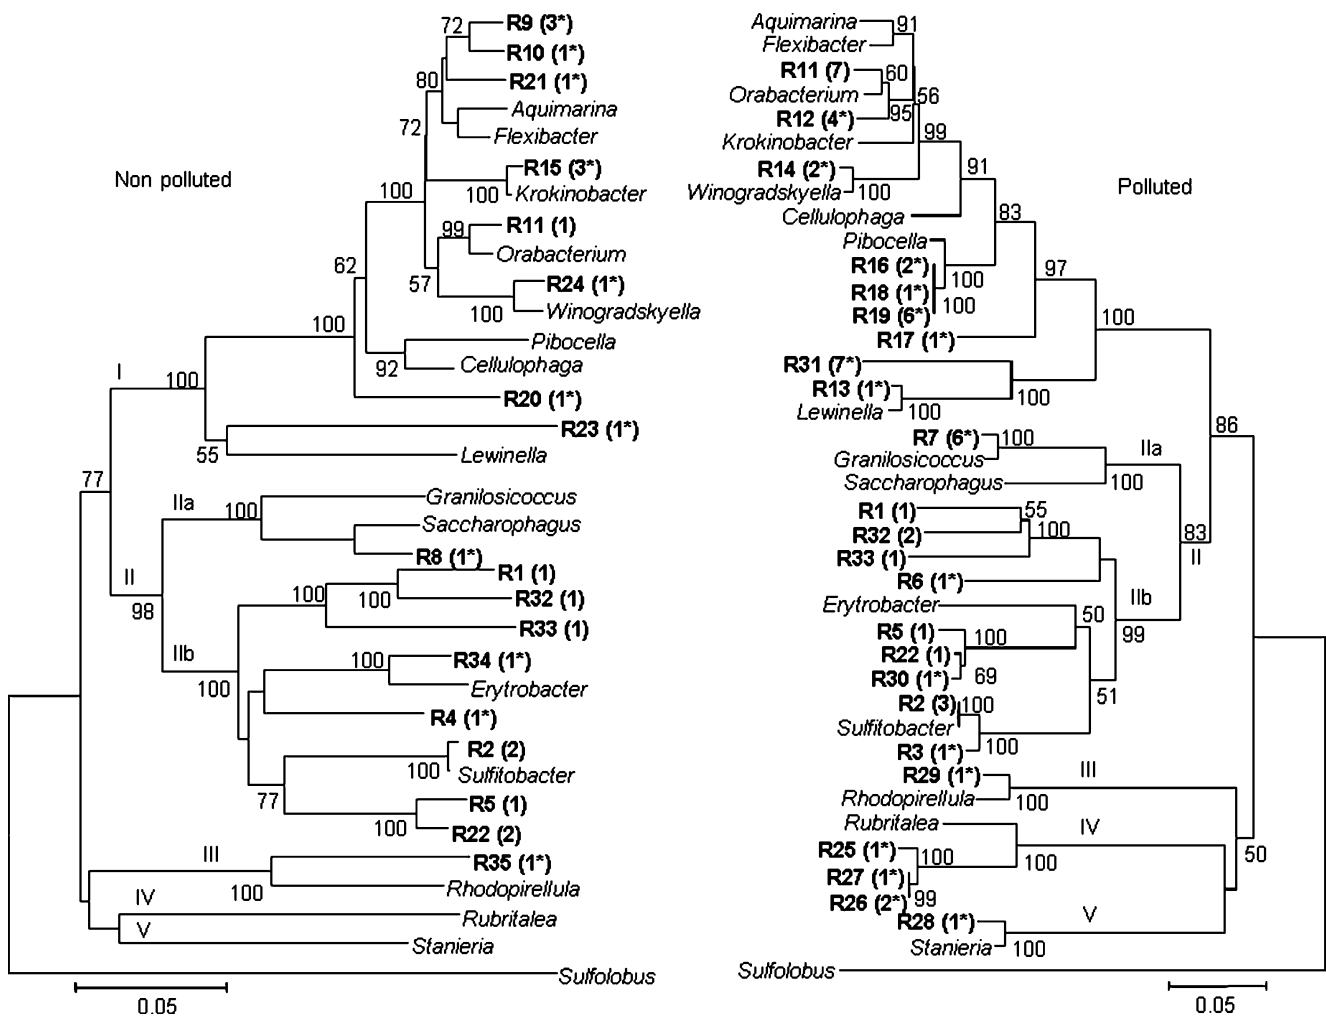 72
R9 (3*)
R10 (1*)
80
R21 (1*)
Aquimarina
72
Flexibacter
R15 (3*)
100
100
Krokinobacter
99
R11 (1)
Orabacterium
62
57
R24 (1*)
100
Winogradskyella
100
Pibocella
92
Cellulophaga
I
100
R20 (1*)
R23 (1*)
55
Lewinella
77
IIa
100
Granilosicoccus
Saccharophagus
R8 (1*)
II
98
100
100
R1 (1)
R32 (1)
R33 (1)
IIb
100
100
R34 (1*)
Erytrobacter
R4 (1*)
R2 (2)
100
Sulfitobacter
77
R5 (1)
100
R22 (2)
III
R35 (1*)
100
Rhodopirellula
IV
Rubritalea
V
Stanieria
Sulfolobus
0.05
Non polluted
Aquimarina
91
Flexibacter
R11 (7)
60
Orabacterium
56
R12 (4*)
95
99
Krokinobacter
R14 (2*)
91
Winogradskyella
100
Cellulophaga
83
Pibocella
R16 (2*)
100
97
R18 (1*)
100
R19 (6*)
100
R17 (1*)
R31 (7*)
R13 (1*)
100
Lewinella
100
R7 (6*)
100
86
Granilosicoccus
IIa
Saccharophagus
100
R1 (1)
55
R32 (2)
100
83
R33 (1)
II
R6 (1*)
Erytrobacter
IIb
50
R5 (1)
100
99
R22 (1)
R30 (1*)
69
R2 (3)
100
51
Sulfitobacter
R3 (1*)
100
R29 (1*)
III
Rhodopirellula
100
Rubritalea
IV
R25 (1*)
100
100
50
R27 (1*)
R26 (2*)
99
R28 (1*)
V
Stanieria
100
Sulfolobus
0.05
Polluted